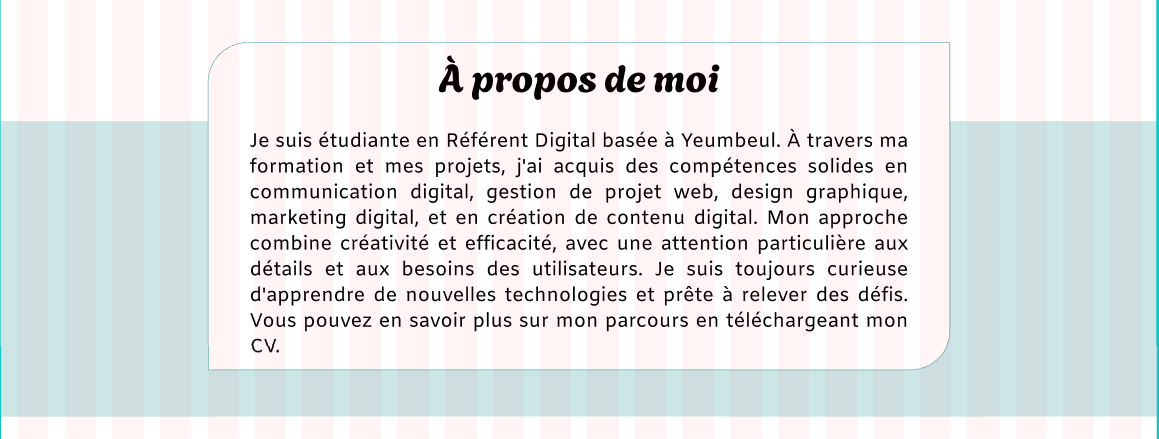 À propos de moi
Je suis étudiante en Référent Digital basée à Yeumbeul. À travers ma
formation et mes projets, j'ai acquis des compétences solides en
communication digital, gestion de projet web, design graphique,
marketing digital, et en création de contenu digital. Mon approche
combine créativité et efficacité, avec une attention particulière aux
détails et aux besoins des utilisateurs. Je suis toujours curieuse
d'apprendre de nouvelles technologies et prête à relever des défis.
Vous pouvez en savoir plus sur mon parcours en téléchargeant mon
CV.